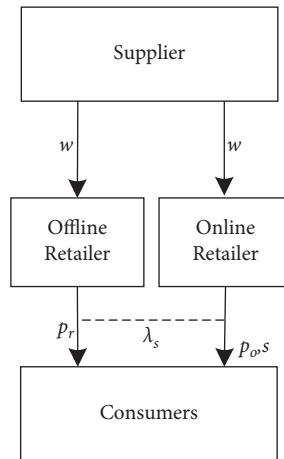 Supplier
w
w
Offline
Retailer
Online
Retailer
p_r
λ_s
p_o,s
Consumers